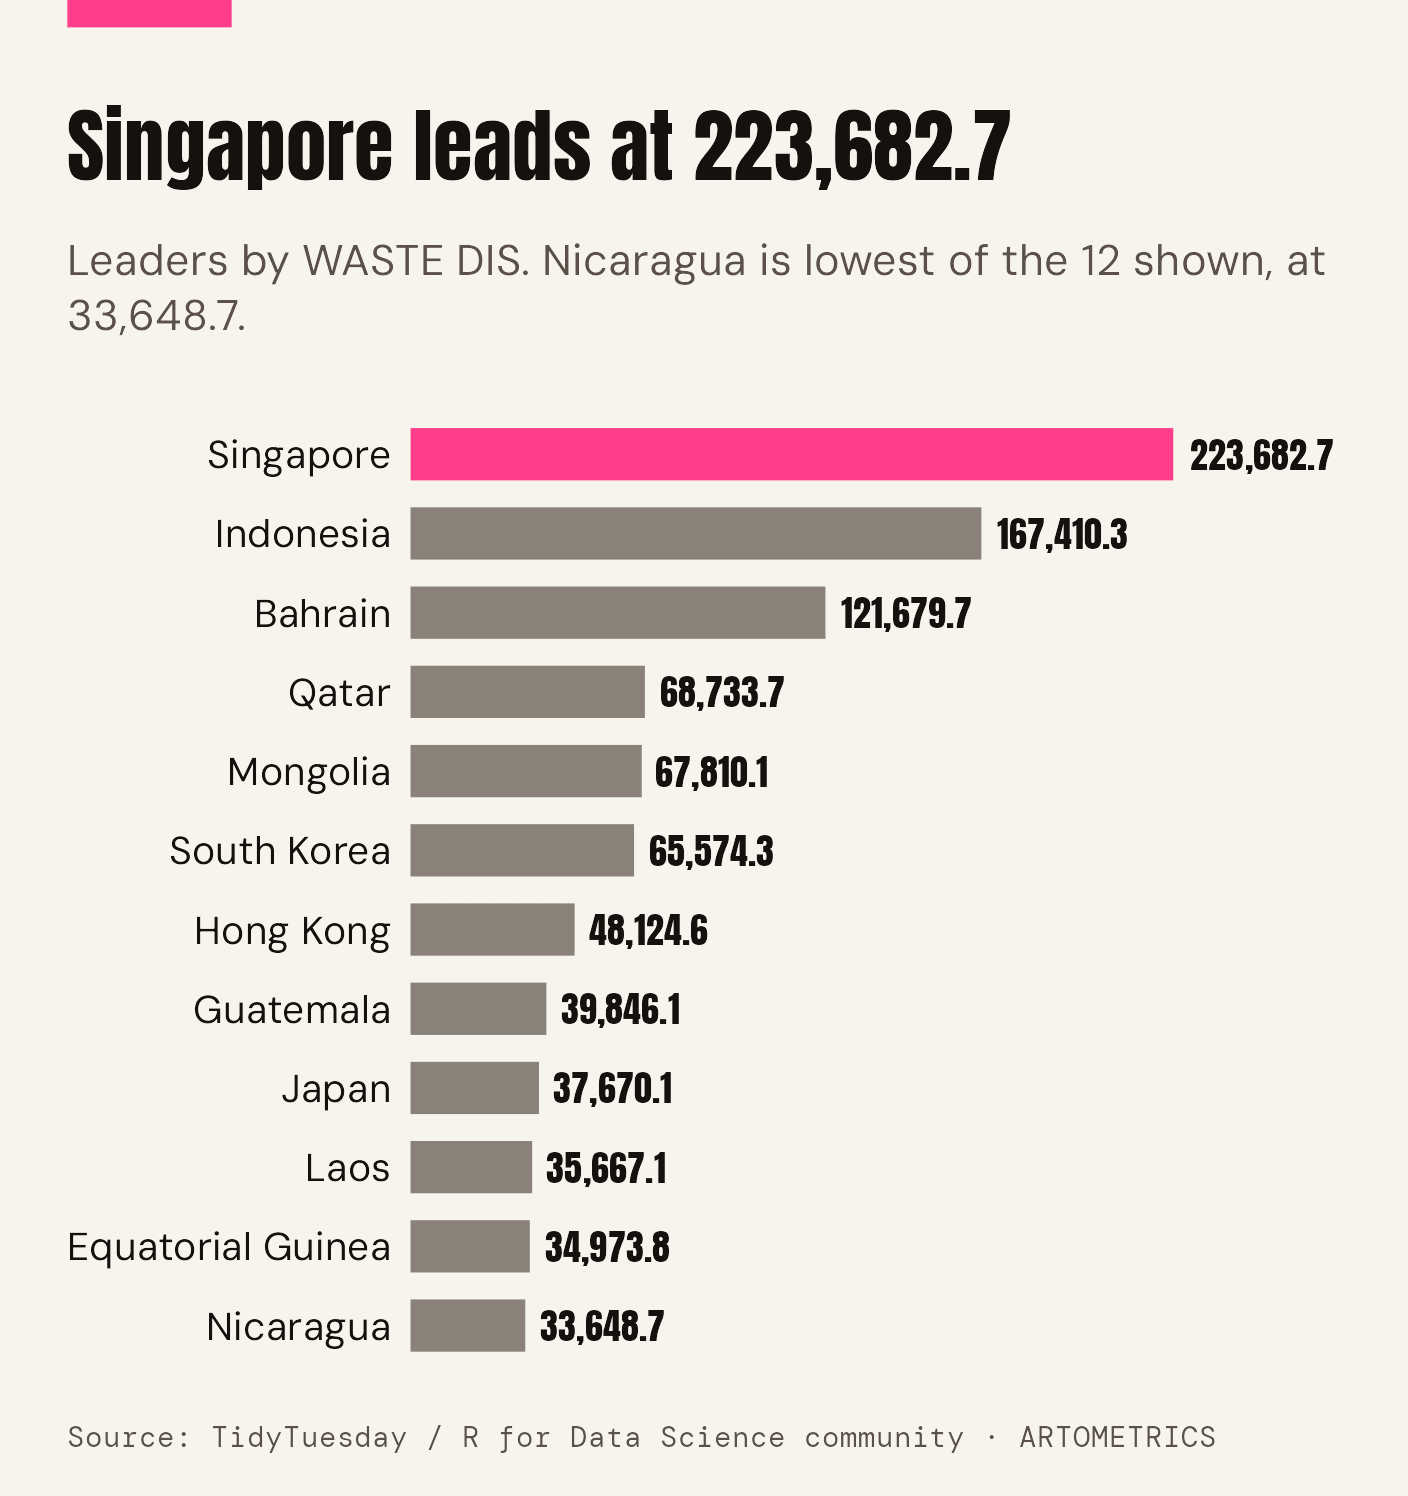 Singapore leads at 223,682.7
Leaders by WASTE DIS. Nicaragua is lowest of the 12 shown, at
33,648.7.
Singapore 223,682.7
Indonesia 167,410.3
Bahrain 121,679.7
Qatar 68,733.7
Mongolia 67,810.1
South Korea 65,574.3
Hong Kong 48,124.6
Guatemala 39,846.1
Japan 37,670.1
Laos 35,667.1
Equatorial Guinea 34,973.8
Nicaragua 33,648.7
Source: TidyTuesday / R for Data Science community · ARTOMETRICS